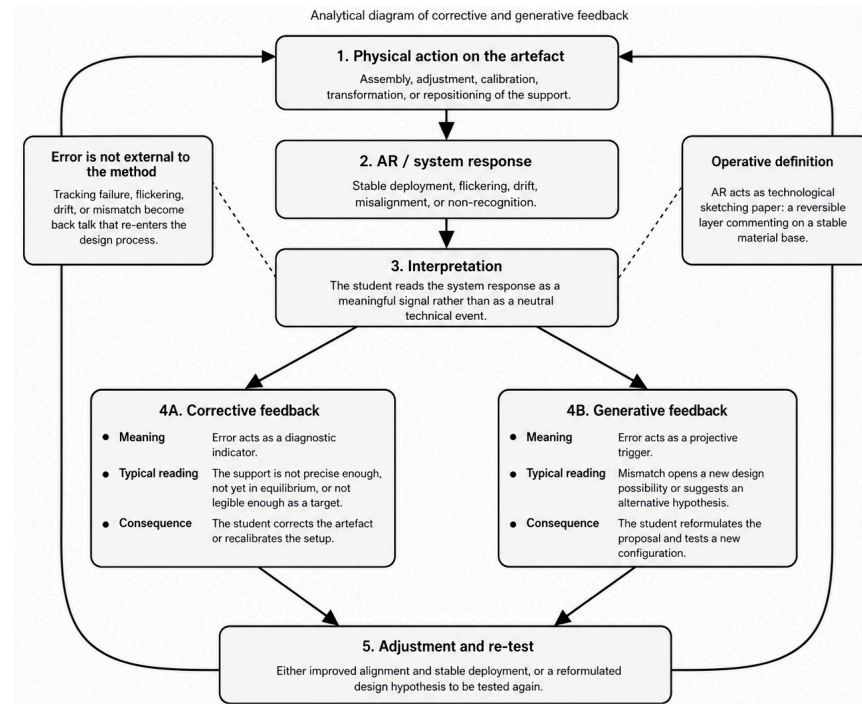 Analytical diagram of corrective and generative feedback
1. Physical action on the artefact
Assembly, adjustment, calibration,
transformation, or repositioning of the support.
Error is not external to
the method
Tracking failure, flickering,
drift, or mismatch become
back talk that re-enters the
design process.
2. AR / system response
Stable deployment, flickering, drift,
misalignment, or non-recognition.
Operative definition
AR acts as technological
sketching paper: a reversible
layer commenting on a stable
material base.
3. Interpretation
The student reads the system response as a
meaningful signal rather than as a neutral
technical event.
4A. Corrective feedback
● Meaning Error acts as a diagnostic
indicator.
● Typical reading The support is not precise enough,
not yet in equilibrium, or not
legible enough as a target.
● Consequence The student corrects the artefact
or recalibrates the setup.
4B. Generative feedback
● Meaning Error acts as a projective
trigger.
● Typical reading Mismatch opens a new design
possibility or suggests an
alternative hypothesis.
● Consequence The student reformulates the
proposal and tests a new
configuration.
5. Adjustment and re-test
Either improved alignment and stable deployment, or a reformulated
design hypothesis to be tested again.